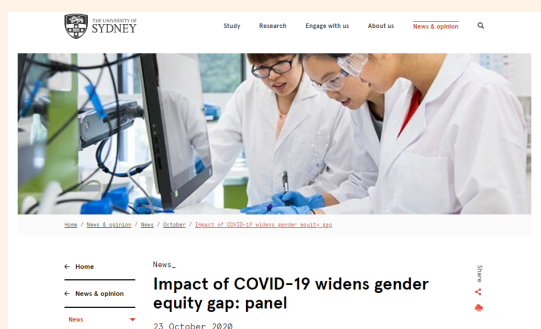 THE UNIVERSITY OF
SYDNEY
Study Research Engage with us About us News & opinion
Home / News & opinion / News / October / Impact of COVID-19 widens gender equity gap
← Home
← News & opinion
News
News_
Impact of COVID-19 widens gender
equity gap: panel
23 October 2020
Share